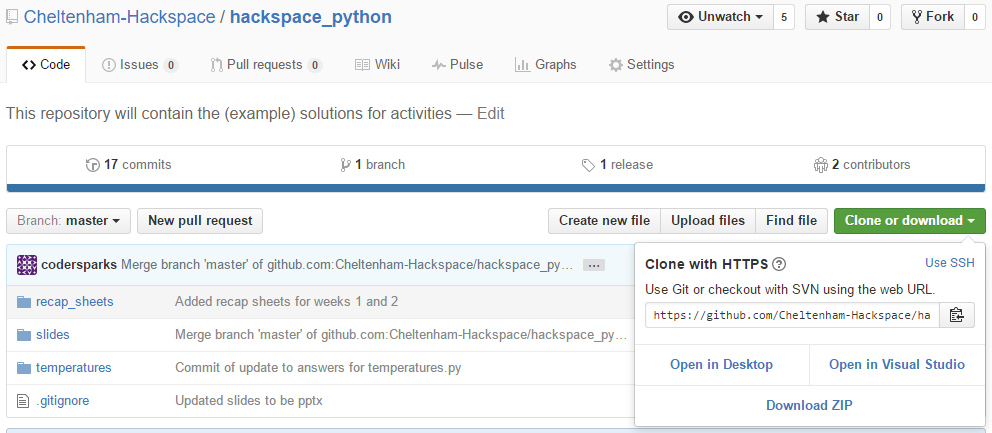 Cheltenham-Hackspace / hackspace_python
Unwatch 5 Star 0 Fork 0
Code Issues 0 Pull requests 0 Wiki Pulse Graphs Settings
This repository will contain the (example) solutions for activities — Edit
17 commits 1 branch 1 release 2 contributors
Branch: master New pull request Create new file Upload files Find file Clone or download
codersparks Merge branch 'master' of github.com:Cheltenham-Hackspace/hackspace_py… …
recap_sheets Added recap sheets for weeks 1 and 2
slides Merge branch 'master' of github.com:Cheltenham-Hackspace/hackspace_py…
temperatures Commit of update to answers for temperatures.py
.gitignore Updated slides to be pptx
Clone with HTTPS ? Use SSH
Use Git or checkout with SVN using the web URL.
https://github.com/Cheltenham-Hackspace/ha
Open in Desktop Open in Visual Studio
Download ZIP